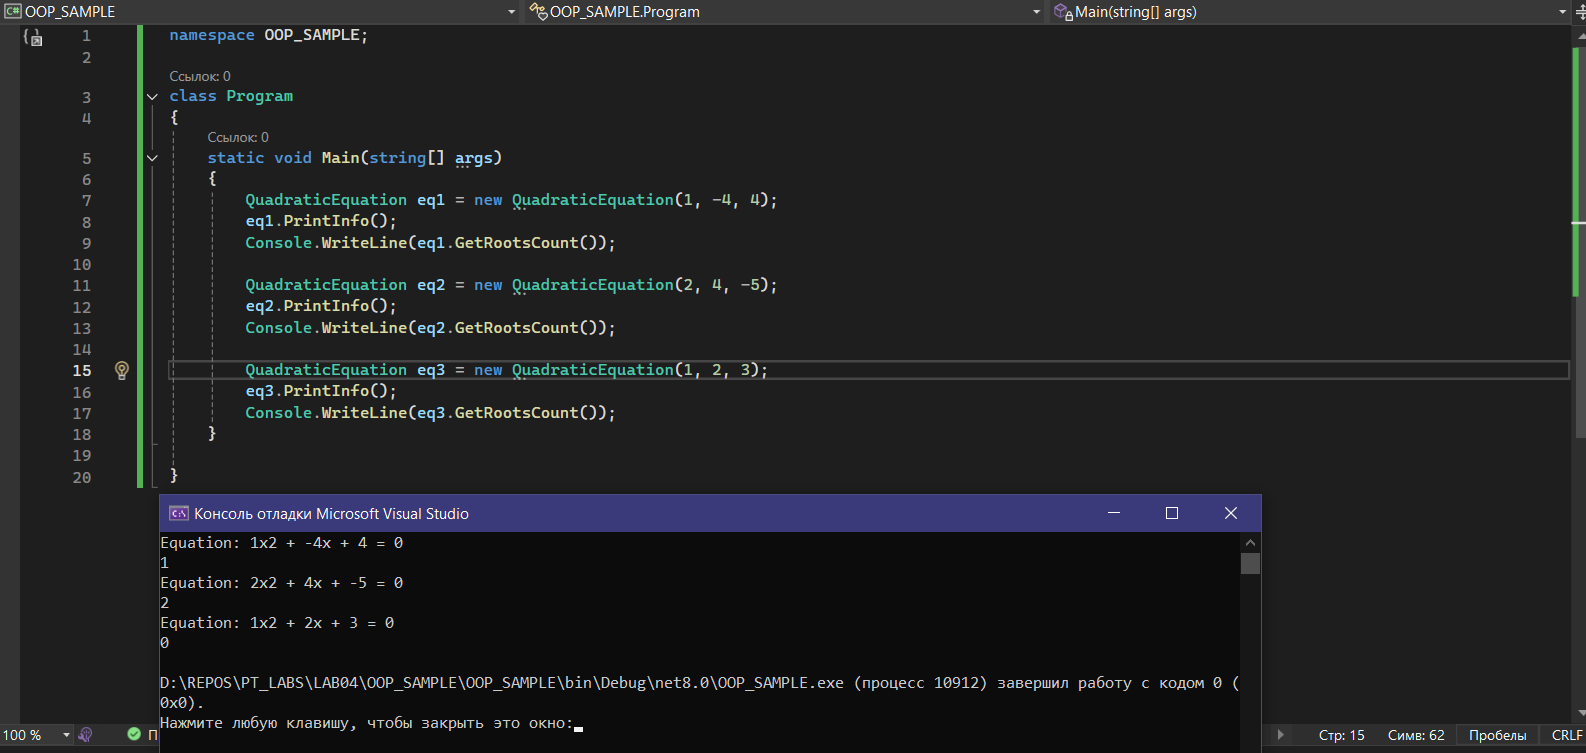 C# OOP_SAMPLE OOP_SAMPLE.Program Main(string[] args)
1 namespace OOP_SAMPLE;
2
Ссылок: 0
3 class Program
4 {
Ссылок: 0
5 static void Main(string[] args)
6 {
7 QuadraticEquation eq1 = new QuadraticEquation(1, -4, 4);
8 eq1.PrintInfo();
9 Console.WriteLine(eq1.GetRootsCount());
10
11 QuadraticEquation eq2 = new QuadraticEquation(2, 4, -5);
12 eq2.PrintInfo();
13 Console.WriteLine(eq2.GetRootsCount());
14
15 QuadraticEquation eq3 = new QuadraticEquation(1, 2, 3);
16 eq3.PrintInfo();
17 Console.WriteLine(eq3.GetRootsCount());
18 }
19
20 }
C:\ Консоль отладки Microsoft Visual Studio
Equation: 1x2 + -4x + 4 = 0
1
Equation: 2x2 + 4x + -5 = 0
2
Equation: 1x2 + 2x + 3 = 0
0
D:\REPOS\PT_LABS\LAB04\OOP_SAMPLE\OOP_SAMPLE\bin\Debug\net8.0\OOP_SAMPLE.exe (процесс 10912) завершил работу с кодом 0 (
0x0).
Нажмите любую клавишу, чтобы закрыть это окно:
100 % Стр: 15 Симв: 62 Пробелы CRLF